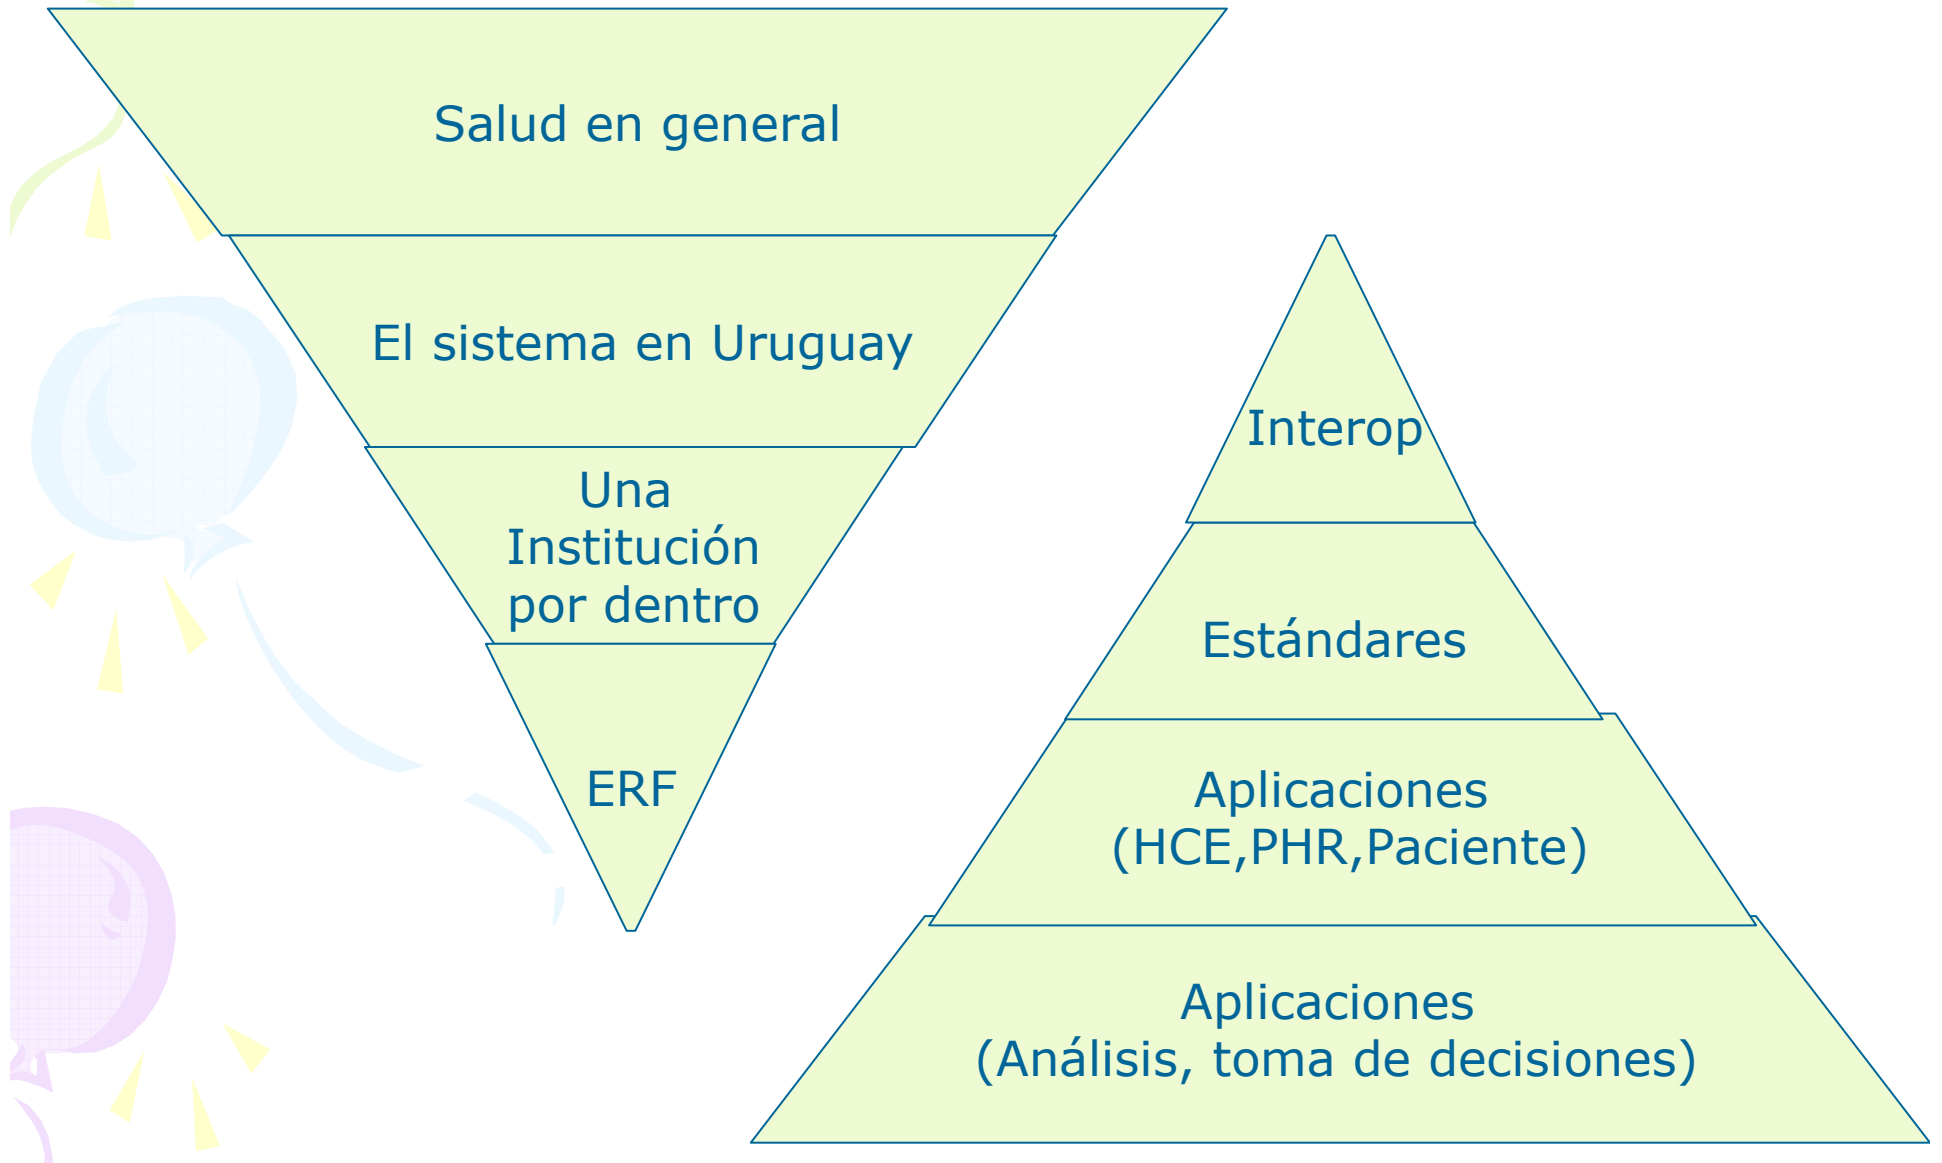 Salud en general
El sistema en Uruguay
Una
Institución
por dentro
ERF
Interop
Estándares
Aplicaciones
(HCE,PHR,Paciente)
Aplicaciones
(Análisis, toma de decisiones)